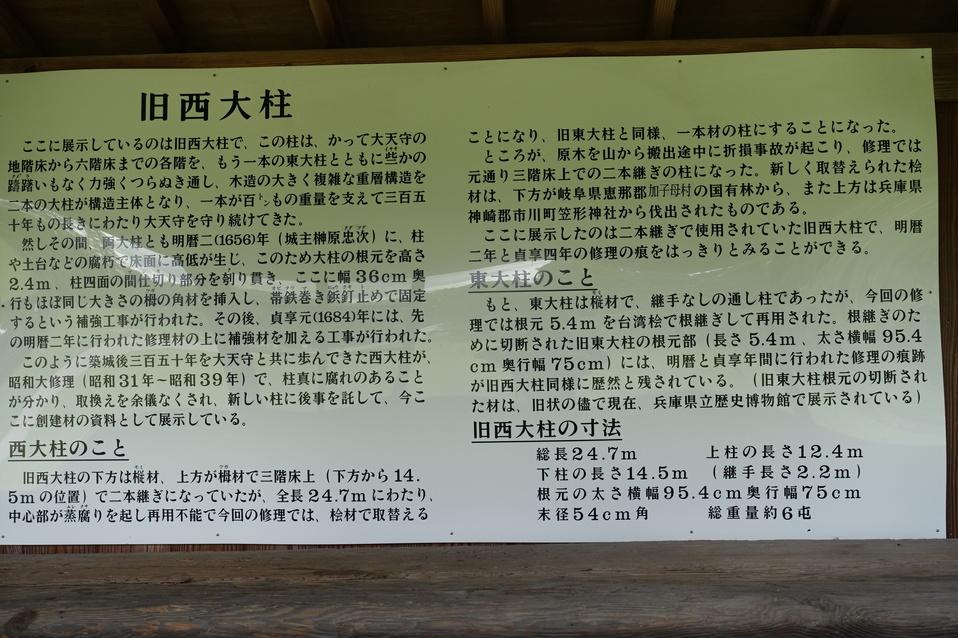 旧西大柱
ここに展示しているのは旧西大柱で、この柱は、かって大天守の
地階床から六階床までの各階を、もう一本の東大柱とともに些かの
躊躇いもなく力強くつらぬき通し、木造の大きく複雑な重層構造を
二本の大柱が構造主体となり、一本が百㌧もの重量を支えて三百五
十年もの長きにわたり大天守を守り続けてきた。
然しその間、両大柱とも明暦二(1656)年(城主榊原忠次)に、柱
や土台などの腐朽で床面に高低が生じ、このため大柱の根元を高さ
2.4m、柱四面の間仕切り部分を刳り貫き、ここに幅36cm奥
行もほぼ同じ大きさの栂の角材を挿入し、帯鉄巻き鋲釘止めで固定
するという補強工事が行われた。その後、貞享元(1684)年には、先
の明暦二年に行われた修理材の上に補強材を加える工事が行われた。
このように築城後三百五十年を大天守と共に歩んできた西大柱が、
昭和大修理(昭和31年~昭和39年)で、柱真に腐れのあること
が分かり、取換えを余儀なくされ、新しい柱に後事を託して、今こ
こに創建材の資料として展示している。
西大柱のこと
旧西大柱の下方は樅材、上方が栂材で三階床上(下方から14.
5mの位置)で二本継ぎになっていたが、全長24.7mにわたり、
中心部が蒸腐りを起し再用不能で今回の修理では、桧材で取替える
ことになり、旧東大柱と同様、一本材の柱にすることになった。
ところが、原木を山から搬出途中に折損事故が起こり、修理では
元通り三階床上での二本継ぎの柱になった。新しく取替えられた桧
材は、下方が岐阜県恵那郡加子母村の国有林から、また上方は兵庫県
神崎郡市川町笠形神社から伐出されたものである。
ここに展示したのは二本継ぎで使用されていた旧西大柱で、明暦
二年と貞享四年の修理の痕をはっきりとみることができる。
東大柱のこと
もと、東大柱は樅材で、継手なしの通し柱であったが、今回の修
理では根元5.4mを台湾桧で根継ぎして再用された。根継ぎのた
めに切断された旧東大柱の根元部(長さ5.4m、太さ横幅95.4
cm奥行幅75cm)には、明暦と貞享年間に行われた修理の痕跡
が旧西大柱同様に歴然と残されている。(旧東大柱根元の切断され
た材は、旧状の儘で現在、兵庫県立歴史博物館で展示されている)
旧西大柱の寸法
総長24.7m 上柱の長さ12.4m
下柱の長さ14.5m (継手長さ2.2m)
根元の太さ横幅95.4cm奥行幅75cm
末径54cm角 総重量約6屯